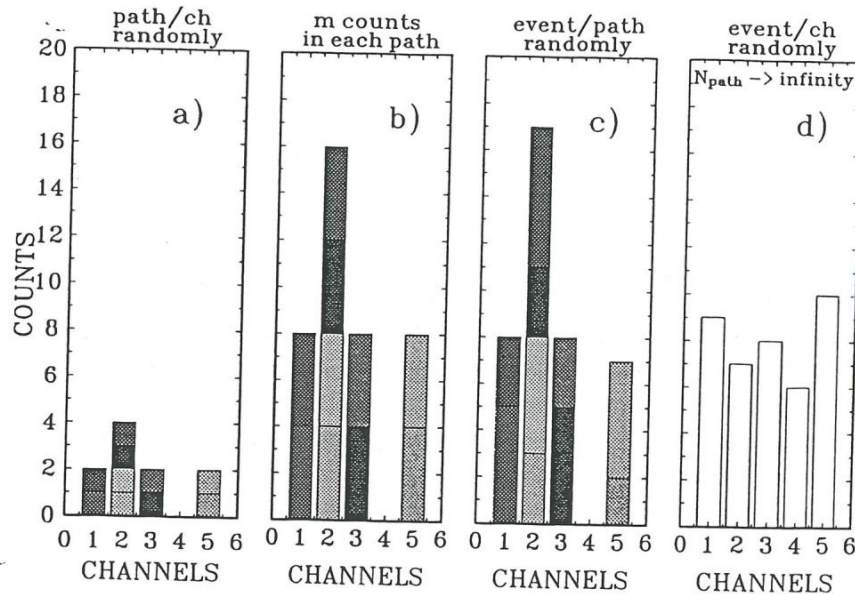 path/ch
randomly
m counts
in each path
event/path
randomly
event/ch
randomly
N_path -> infinity
a)
b)
c)
d)
COUNTS
20
18
16
14
12
10
8
6
4
2
0
0 1 2 3 4 5 6
0 1 2 3 4 5 6
0 1 2 3 4 5 6
0 1 2 3 4 5 6
CHANNELS
CHANNELS
CHANNELS
CHANNELS